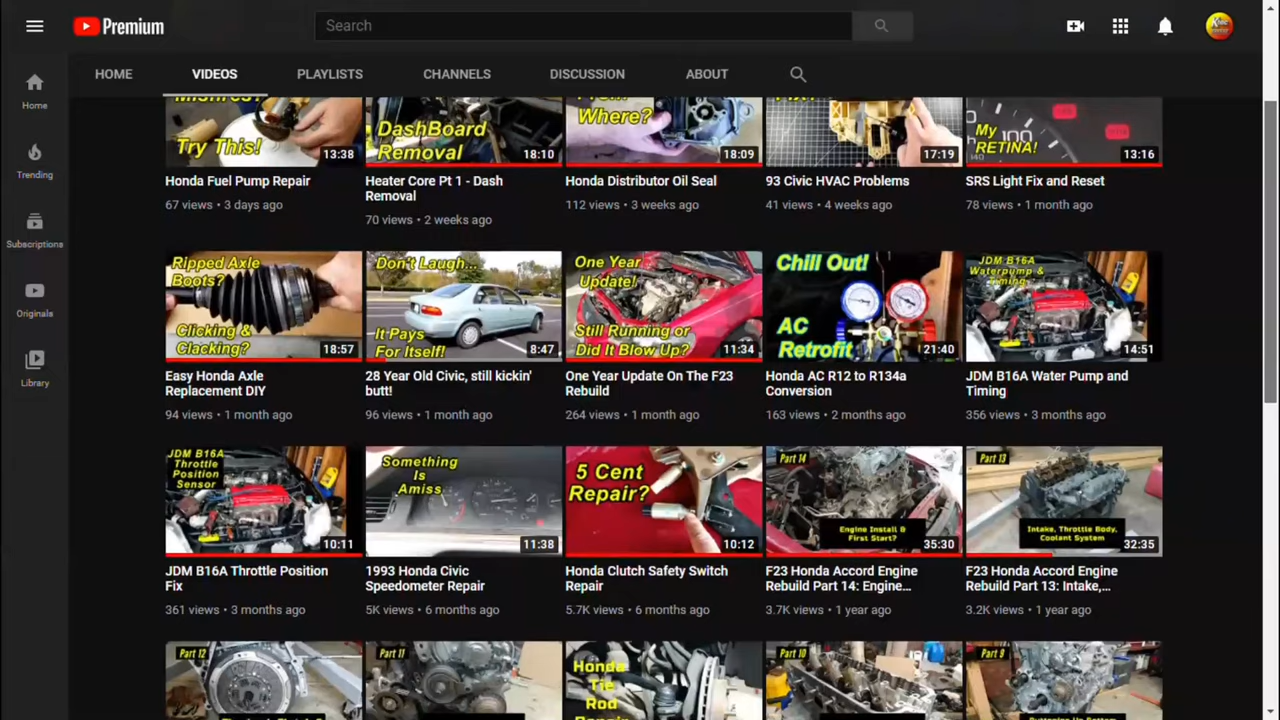 Premium
Search
HOME
VIDEOS
PLAYLISTS
CHANNELS
DISCUSSION
ABOUT
Home
Trending
Subscriptions
Originals
Library
Try This!
13:38
Honda Fuel Pump Repair
67 views • 3 days ago
DashBoard
Removal
18:10
Heater Core Pt 1 - Dash
Removal
70 views • 2 weeks ago
Where?
18:09
Honda Distributor Oil Seal
112 views • 3 weeks ago
17:19
93 Civic HVAC Problems
41 views • 4 weeks ago
My
RETINA!
13:16
SRS Light Fix and Reset
78 views • 1 month ago
Ripped Axle
Boots?
Clicking &
Clacking?
18:57
Easy Honda Axle
Replacement DIY
94 views • 1 month ago
Don't Laugh...
It Pays
For Itself!
8:47
28 Year Old Civic, still kickin'
butt!
96 views • 1 month ago
One Year
Update!
Still Running or
Did It Blow Up?
11:34
One Year Update On The F23
Rebuild
264 views • 1 month ago
Chill Out!
AC
Retrofit
21:40
Honda AC R12 to R134a
Conversion
163 views • 2 months ago
JDM B16A
Waterpump &
Timing
14:51
JDM B16A Water Pump and
Timing
356 views • 3 months ago
JDM B16A
Throttle
Position
Sensor
10:11
JDM B16A Throttle Position
Fix
361 views • 3 months ago
Something
Is
Amiss
11:38
1993 Honda Civic
Speedometer Repair
5K views • 6 months ago
5 Cent
Repair?
10:12
Honda Clutch Safety Switch
Repair
5.7K views • 6 months ago
Part 14
Engine Install &
First Start?
35:30
F23 Honda Accord Engine
Rebuild Part 14: Engine...
3.7K views • 1 year ago
Part 13
Intake, Throttle Body,
Coolant System
32:35
F23 Honda Accord Engine
Rebuild Part 13: Intake,...
3.2K views • 1 year ago
Part 12
Part 11
Honda
Tie
Rod
Part 10
Part 9